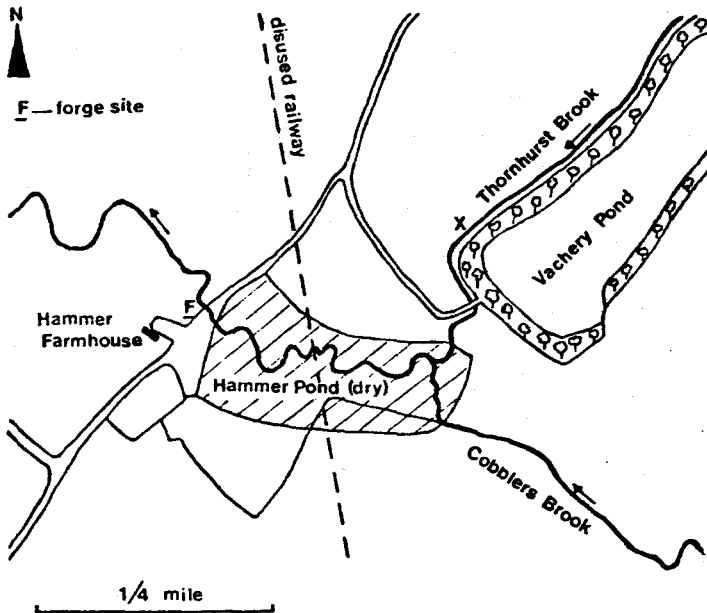 N
F — forge site
disused railway
Thornhurst Brook
X
Vachery Pond
F
Hammer
Farmhouse
Hammer Pond (dry)
Cobblers Brook
1/4 mile